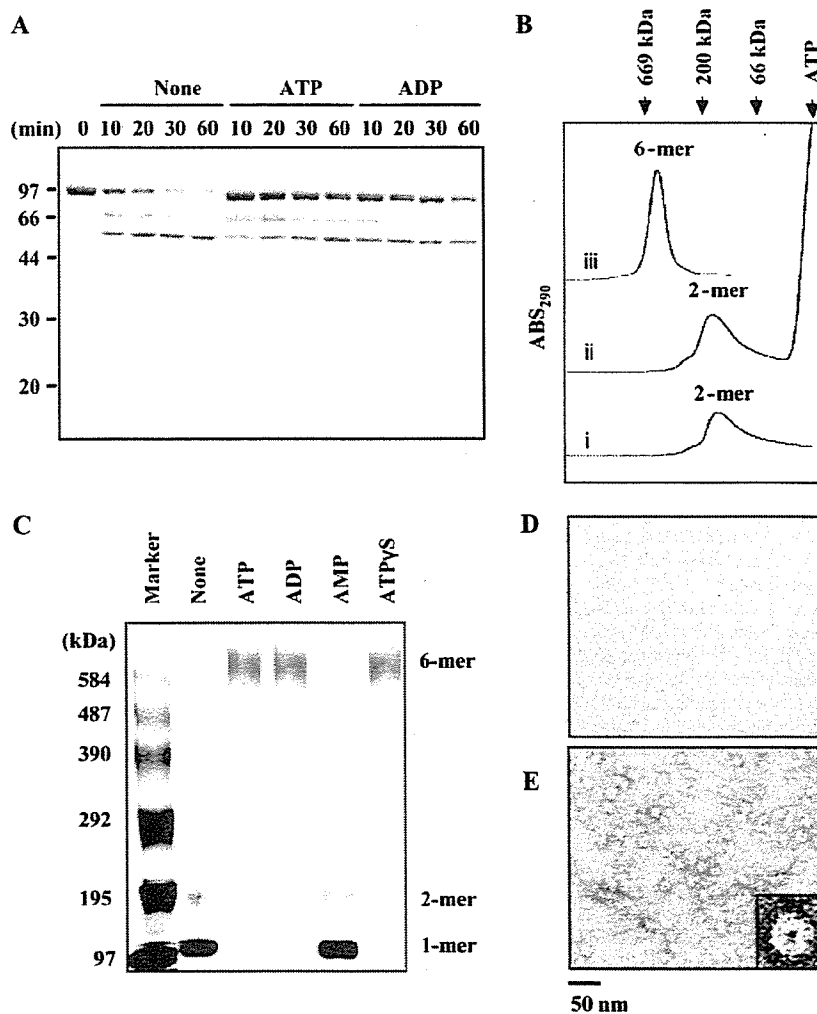 A
None ATP ADP
(min) 0 10 20 30 60 10 20 30 60 10 20 30 60
97
66
44
30
20
B
669 kDa
200 kDa
66 kDa
ATP
6-mer
iii
2-mer
ii
2-mer
i
ABS290
C
Marker
None
ATP
ADP
AMP
ATPγS
(kDa)
584
487
390
292
195
97
6-mer
2-mer
1-mer
D
E
50 nm